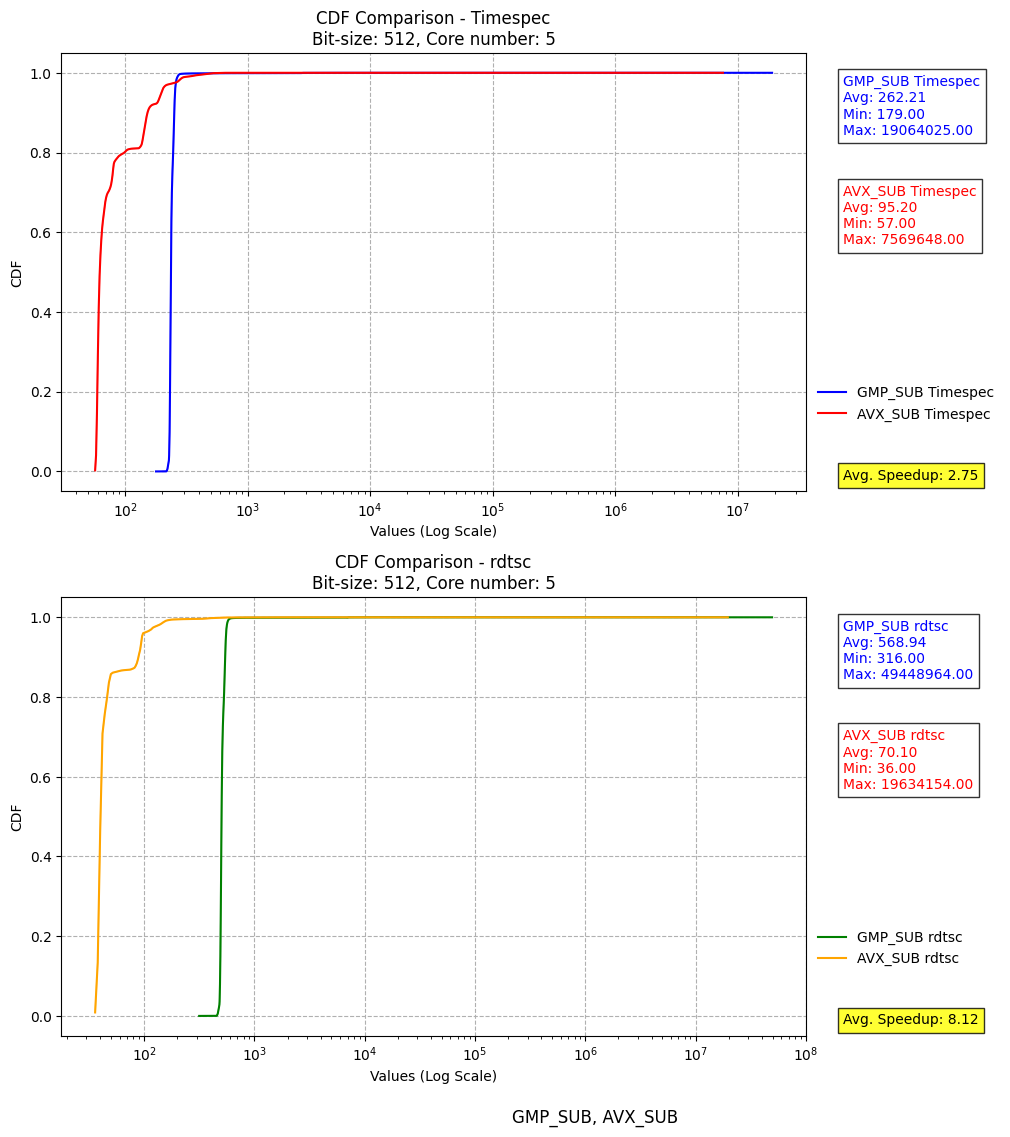 CDF Comparison - Timespec
Bit-size: 512, Core number: 5
1.0
0.8
0.6
0.4
0.2
0.0
CDF
10^2
10^3
10^4
10^5
10^6
10^7
Values (Log Scale)
GMP_SUB Timespec
Avg: 262.21
Min: 179.00
Max: 19064025.00
AVX_SUB Timespec
Avg: 95.20
Min: 57.00
Max: 7569648.00
GMP_SUB Timespec
AVX_SUB Timespec
Avg. Speedup: 2.75
CDF Comparison - rdtsc
Bit-size: 512, Core number: 5
1.0
0.8
0.6
0.4
0.2
0.0
CDF
10^2
10^3
10^4
10^5
10^6
10^7
10^8
Values (Log Scale)
GMP_SUB rdtsc
Avg: 568.94
Min: 316.00
Max: 49448964.00
AVX_SUB rdtsc
Avg: 70.10
Min: 36.00
Max: 19634154.00
GMP_SUB rdtsc
AVX_SUB rdtsc
Avg. Speedup: 8.12
GMP_SUB, AVX_SUB